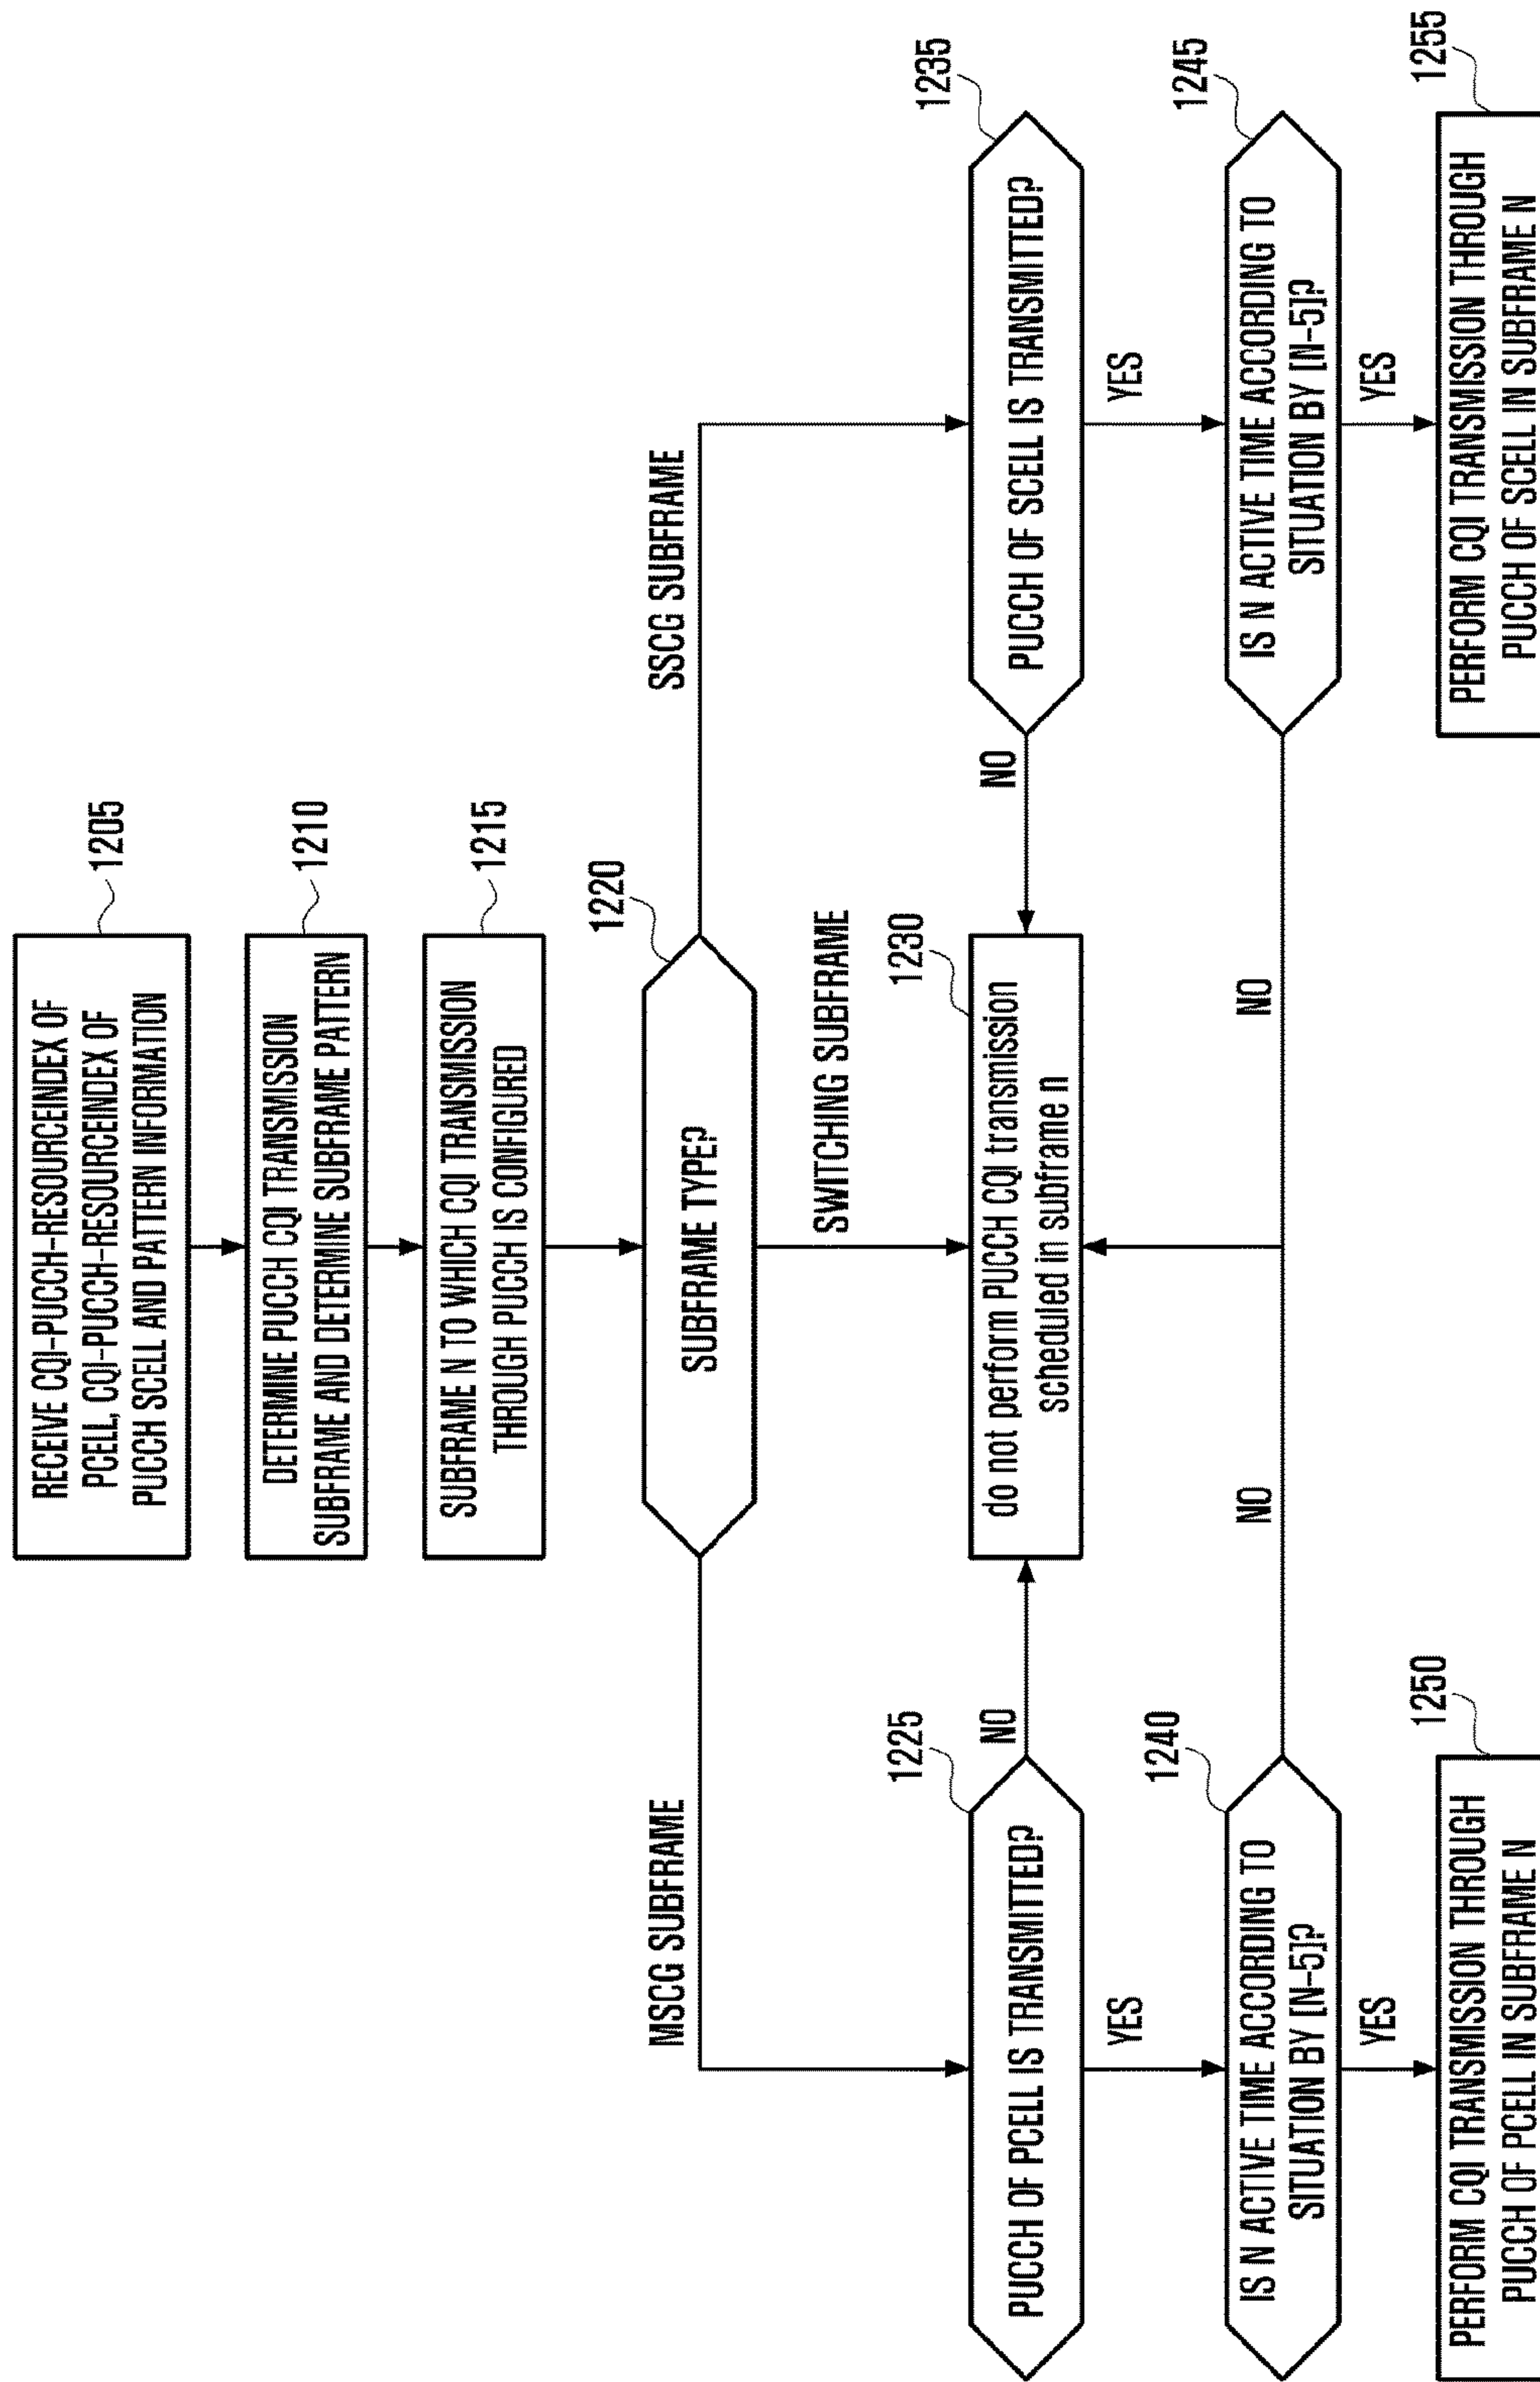 RECEIVE CQI-PUCCH-RESOURCEINDEX OF
PCELL, CQI-PUCCH-RESOURCEINDEX OF
PUCCH SCELL AND PATTERN INFORMATION
1205
DETERMINE PUCCH CQI TRANSMISSION
SUBFRAME AND DETERMINE SUBFRAME PATTERN
1210
SUBFRAME N TO WHICH CQI TRANSMISSION
THROUGH PUCCH IS CONFIGURED
1215
SUBFRAME TYPE?
1220
MSCG SUBFRAME
SWITCHING SUBFRAME
SSCG SUBFRAME
PUCCH OF PCELL IS TRANSMITTED?
1225
NO
do not perform PUCCH CQI transmission
scheduled in subframe n
1230
NO
PUCCH OF SCELL IS TRANSMITTED?
1235
YES
YES
IS N ACTIVE TIME ACCORDING TO
SITUATION BY [N-5]?
1240
NO
NO
IS N ACTIVE TIME ACCORDING TO
SITUATION BY [N-5]?
1245
YES
YES
PERFORM CQI TRANSMISSION THROUGH
PUCCH OF PCELL IN SUBFRAME N
1250
PERFORM CQI TRANSMISSION THROUGH
PUCCH OF SCELL IN SUBFRAME N
1255